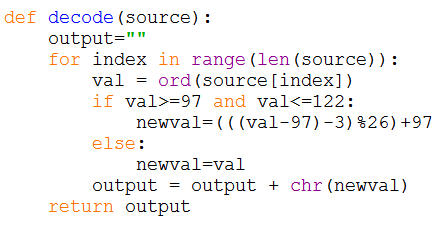 def decode(source):
    output=""
    for index in range(len(source)):
        val = ord(source[index])
        if val>=97 and val<=122:
            newval=(((val-97)-3)%26)+97
        else:
            newval=val
        output = output + chr(newval)
    return output